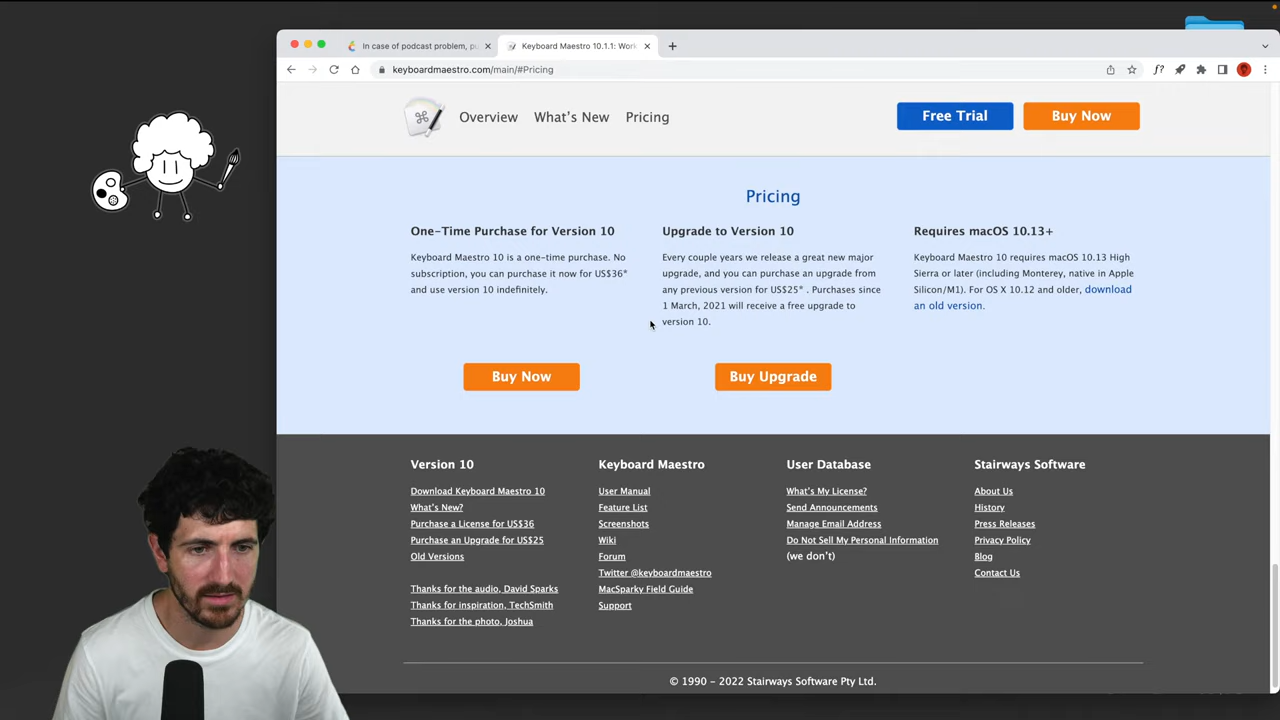 In case of podcast problem, p
Keyboard Maestro 10.1.1: Wor
keyboardmaestro.com/main/#Pricing
Overview
What's New
Pricing
Free Trial
Buy Now
Pricing
One-Time Purchase for Version 10
Keyboard Maestro 10 is a one-time purchase. No
subscription, you can purchase it now for US$36*
and use version 10 indefinitely.
Buy Now
Upgrade to Version 10
Every couple years we release a great new major
upgrade, and you can purchase an upgrade from
any previous version for US$25* . Purchases since
1 March, 2021 will receive a free upgrade to
version 10.
Buy Upgrade
Requires macOS 10.13+
Keyboard Maestro 10 requires macOS 10.13 High
Sierra or later (including Monterey, native in Apple
Silicon/M1). For OS X 10.12 and older, download
an old version.
Version 10
Download Keyboard Maestro 10
What's New?
Purchase a License for US$36
Purchase an Upgrade for US$25
Old Versions
Thanks for the audio, David Sparks
Thanks for inspiration, TechSmith
Thanks for the photo, Joshua
Keyboard Maestro
User Manual
Feature List
Screenshots
Wiki
Forum
Twitter @keyboardmaestro
MacSparky Field Guide
Support
User Database
What's My License?
Send Announcements
Manage Email Address
Do Not Sell My Personal Information
(we don't)
Stairways Software
About Us
History
Press Releases
Privacy Policy
Blog
Contact Us
© 1990 - 2022 Stairways Software Pty Ltd.